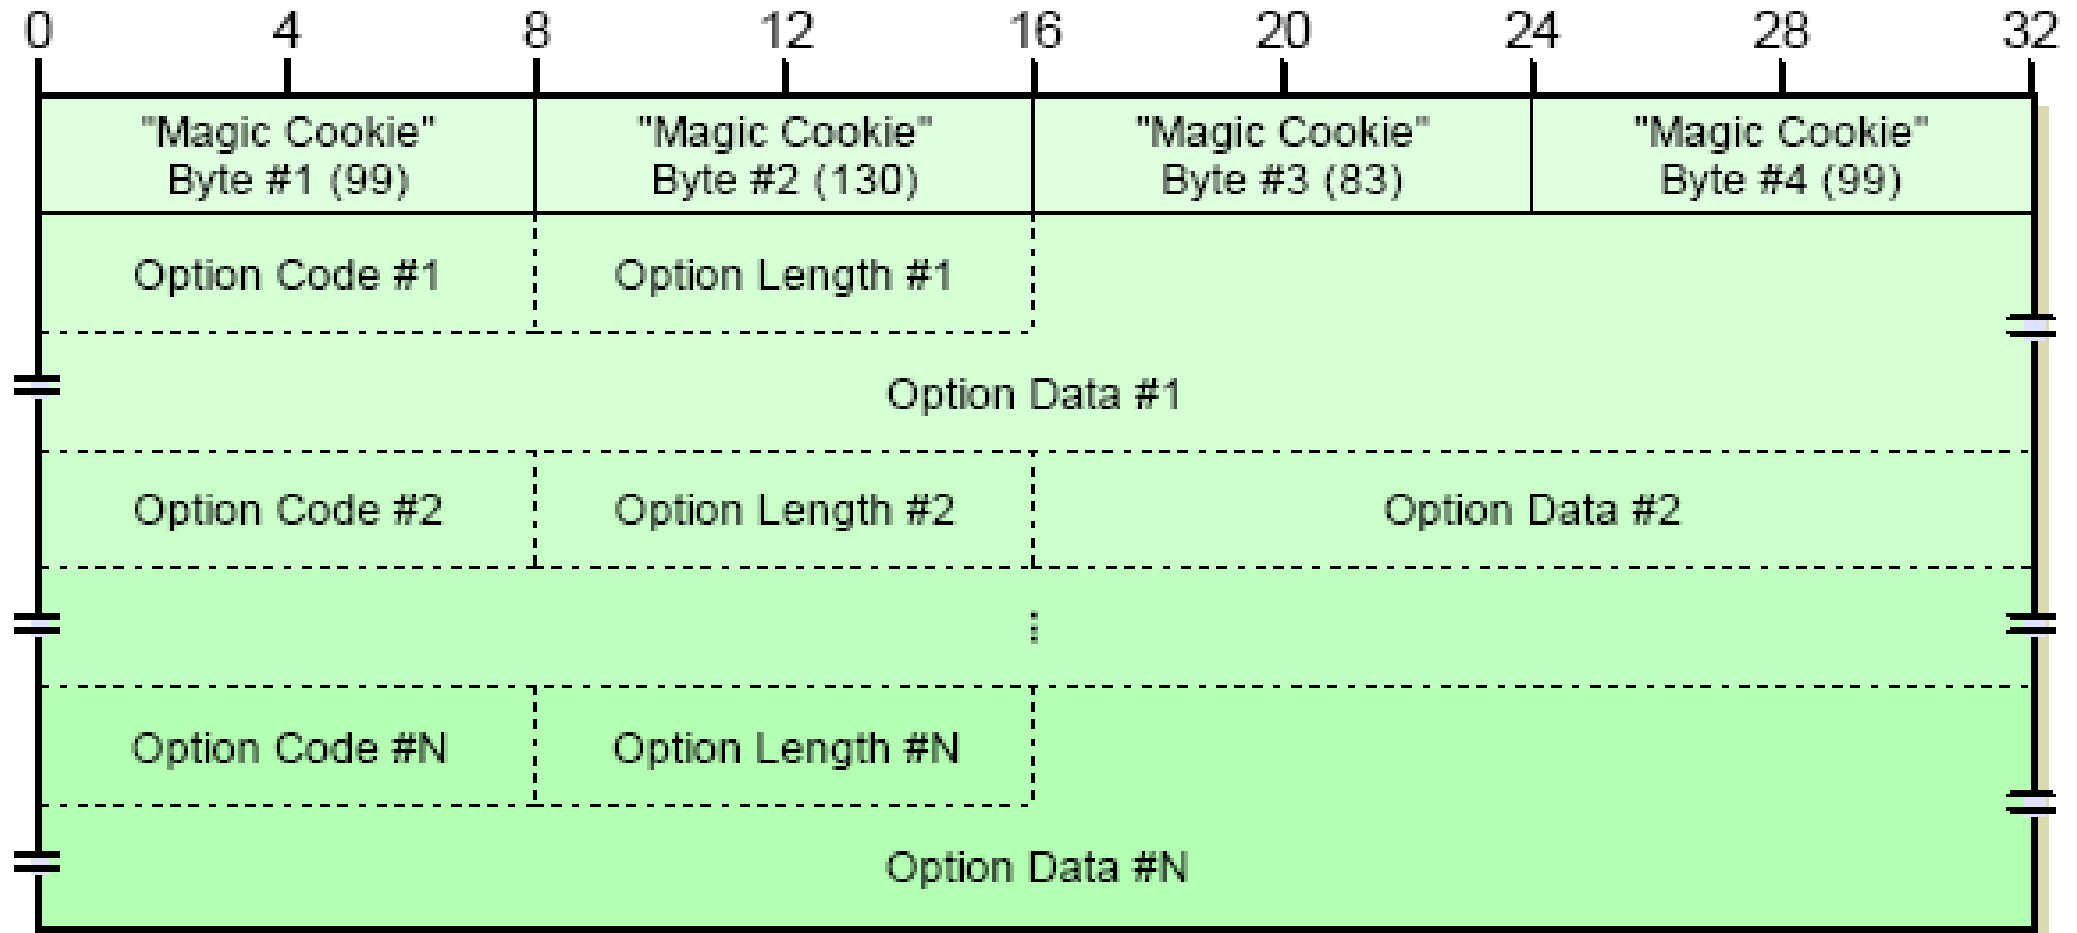 0 4 8 12 16 20 24 28 32
"Magic Cookie" "Magic Cookie" "Magic Cookie" "Magic Cookie"
Byte #1 (99) Byte #2 (130) Byte #3 (83) Byte #4 (99)
Option Code #1 Option Length #1
Option Data #1
Option Code #2 Option Length #2 Option Data #2
Option Code #N Option Length #N
Option Data #N